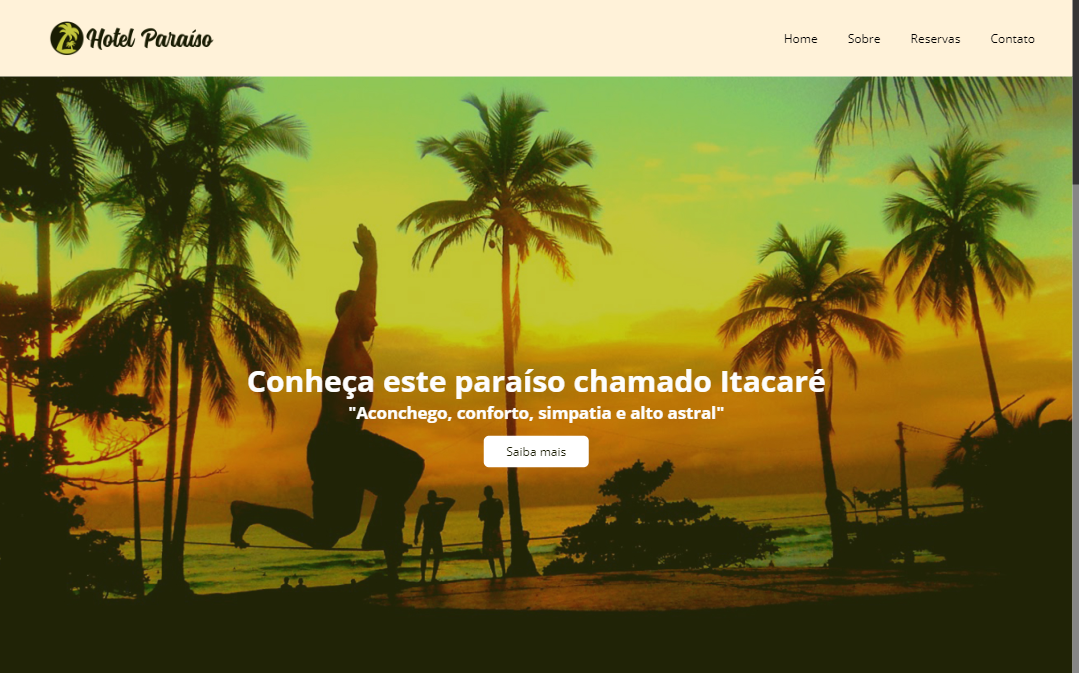 Hotel Paraíso
Home Sobre Reservas Contato
Conheça este paraíso chamado Itacaré
"Aconchego, conforto, simpatia e alto astral"
Saiba mais